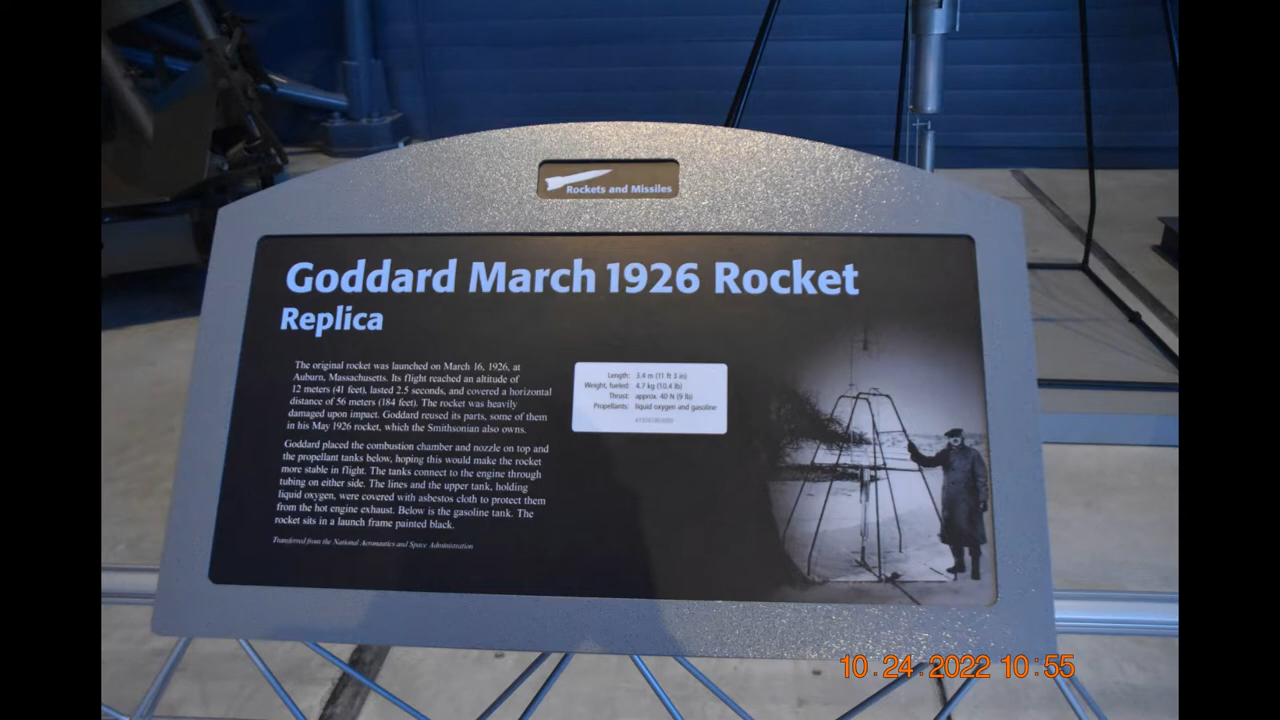 Rockets and Missiles
Goddard March 1926 Rocket
Replica
The original rocket was launched on March 16, 1926, at
Auburn, Massachusetts. Its flight reached an altitude of
12 meters (41 feet), lasted 2.5 seconds, and covered a horizontal
distance of 56 meters (184 feet). The rocket was heavily
damaged upon impact. Goddard reused its parts, some of them
in his May 1926 rocket, which the Smithsonian also owns.
Goddard placed the combustion chamber and nozzle on top and
the propellant tanks below, hoping this would make the rocket
more stable in flight. The tanks connect to the engine through
tubing on either side. The lines and the upper tank, holding
liquid oxygen, were covered with asbestos cloth to protect them
from the hot engine exhaust. Below is the gasoline tank. The
rocket sits in a launch frame painted black.
Transferred from the National Aeronautics and Space Administration
Length: 3.4 m (11 ft 3 in)
Weight, fueled: 4.7 kg (10.4 lb)
Thrust: approx. 40 N (9 lb)
Propellants: liquid oxygen and gasoline
10.24.2022 10:55